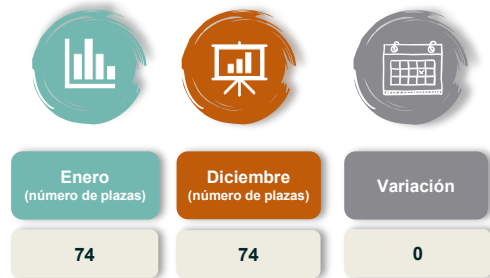 Enero
(número de plazas)
Diciembre
(número de plazas)
Variación
74
74
0